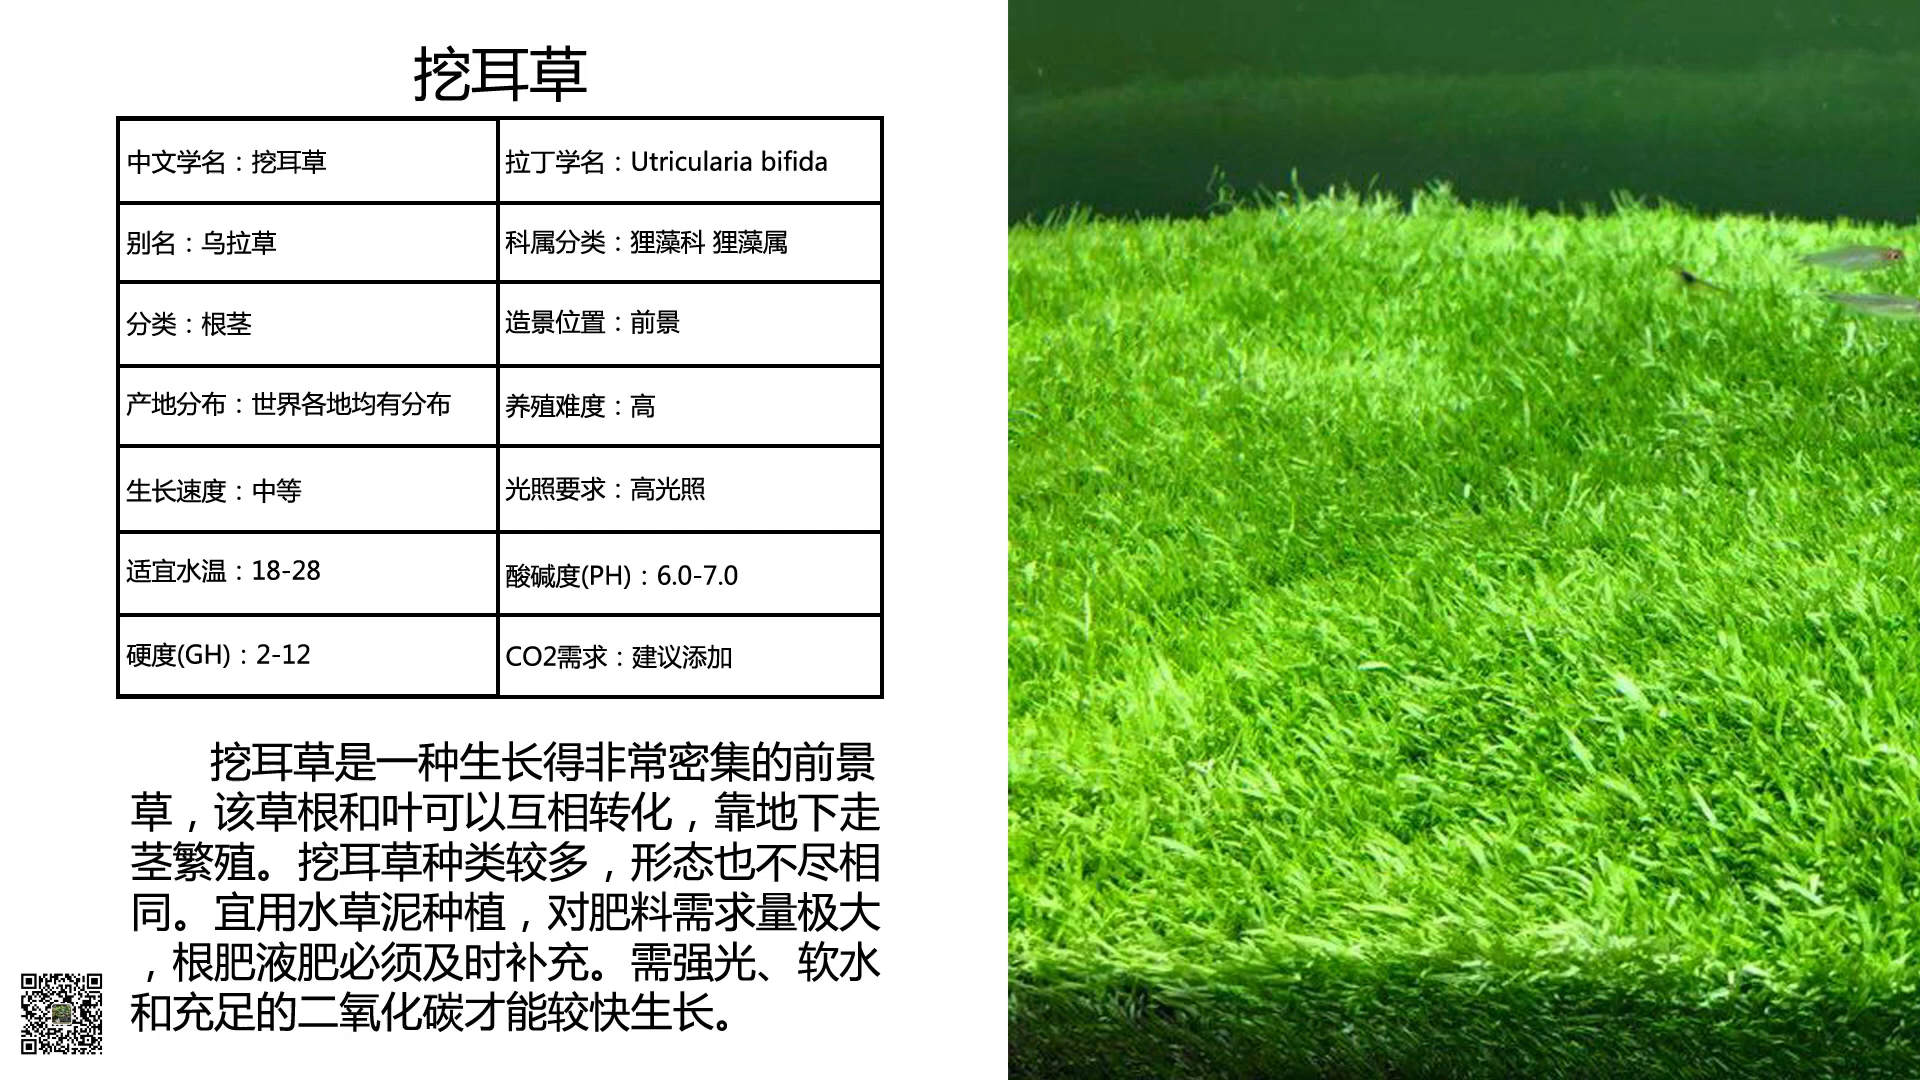 挖耳草
中文学名：挖耳草
拉丁学名：Utricularia bifida
别名：乌拉草
科属分类：狸藻科 狸藻属
分类：根茎
造景位置：前景
产地分布：世界各地均有分布
养殖难度：高
生长速度：中等
光照要求：高光照
适宜水温：18-28
酸碱度(PH)：6.0-7.0
硬度(GH)：2-12
CO2需求：建议添加
挖耳草是一种生长得非常密集的前景
草，该草根和叶可以互相转化，靠地下走
茎繁殖。挖耳草种类较多，形态也不尽相
同。宜用水草泥种植，对肥料需求量极大
，根肥液肥必须及时补充。需强光、软水
和充足的二氧化碳才能较快生长。